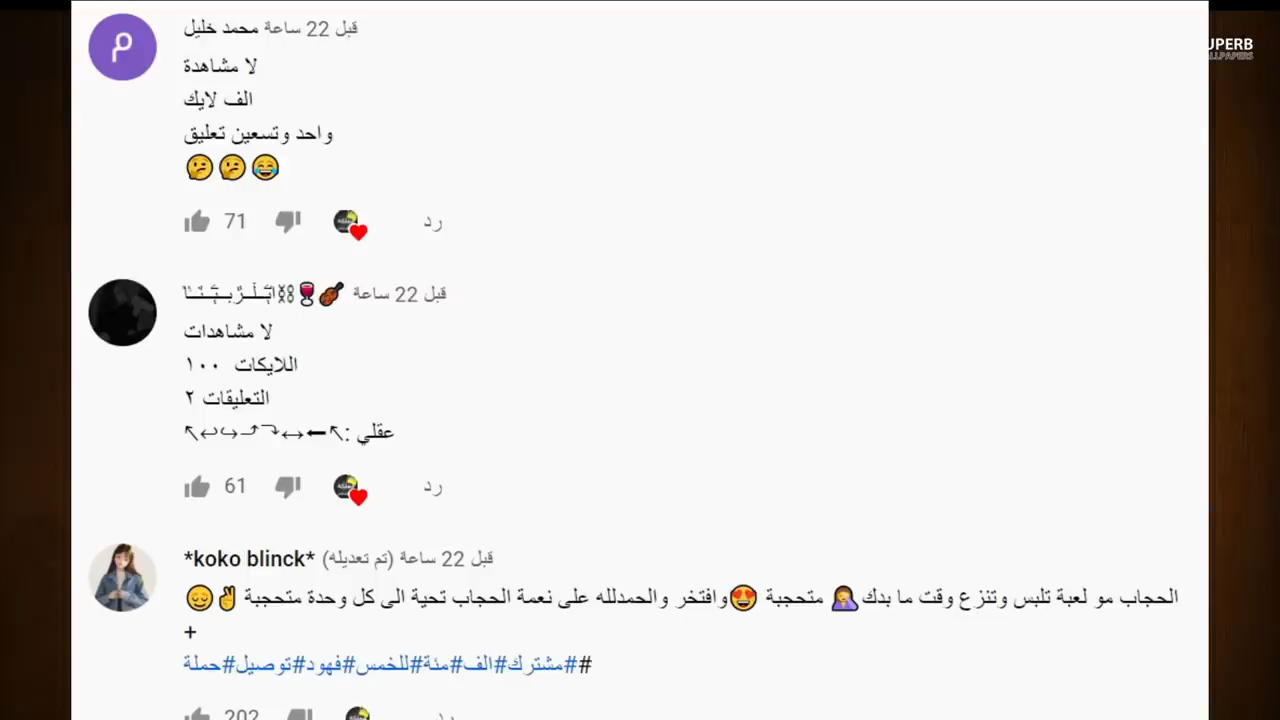 محمد خليل قبل 22 ساعة
لا مشاهدة
الف لايك
واحد وتسعين تعليق
🤔🤔😂
71
رد
قبل 22 ساعة
لا مشاهدات
اللايكات ١٠٠
التعليقات ٢
عقلي :↖⬅↔⤵⤴↪↩↖
61
رد
*koko blinck* قبل 22 ساعة (تم تعديله)
الحجاب مو لعبة تلبس وتنزع وقت ما بدك🤦‍♀️ متحجبة 😍وافتخر والحمدلله على نعمة الحجاب تحية الى كل وحدة متحجبة ✌😌
+
##مشترك#الف#مئة#للخمس#فهود#توصيل#حملة
202
رد
UPERB
LLPAPERS